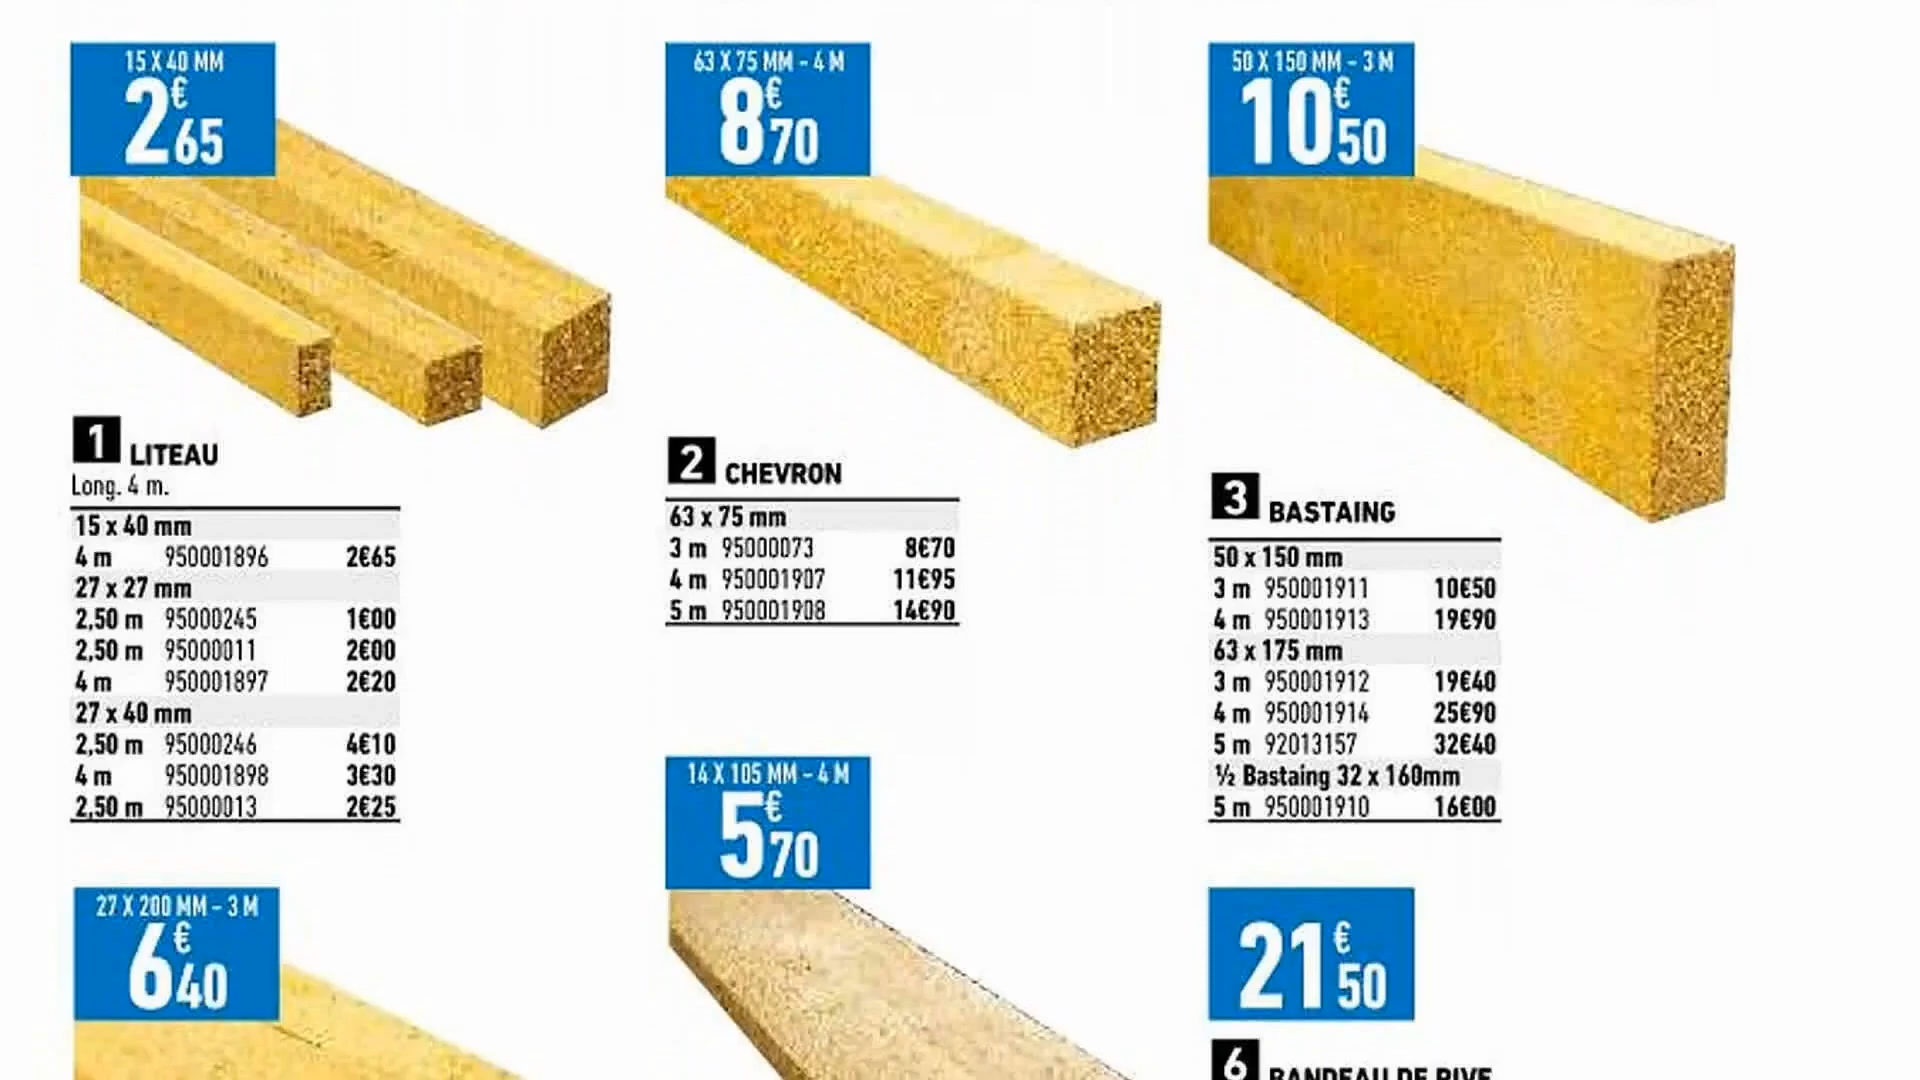 15 X 40 MM
2€65
1 LITEAU
Long. 4 m.
15 x 40 mm
4 m 950001896 2€65
27 x 27 mm
2,50 m 95000245 1€00
2,50 m 95000011 2€00
4 m 950001897 2€20
27 x 40 mm
2,50 m 95000246 4€10
4 m 950001898 3€30
2,50 m 95000013 2€25
63 X 75 MM - 4 M
8€70
2 CHEVRON
63 x 75 mm
3 m 95000073 8€70
4 m 950001907 11€95
5 m 950001908 14€90
50 X 150 MM - 3 M
10€50
3 BASTAING
50 x 150 mm
3 m 950001911 10€50
4 m 950001913 19€90
63 x 175 mm
3 m 950001912 19€40
4 m 950001914 25€90
5 m 92013157 32€40
½ Bastaing 32 x 160mm
5 m 950001910 16€00
27 X 200 MM - 3 M
6€40
14 X 105 MM - 4 M
5€70
21€50
6 BANDEAU DE RIVE